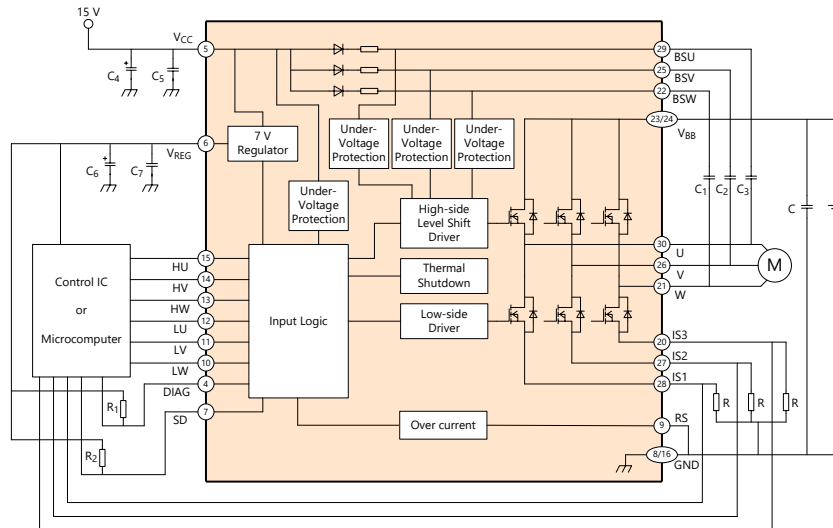 15 V
VCC
5
C4
C5
29
BSU
25
BSV
22
BSW
23/24
VBB
6
VREG
7 V
Regulator
Under-
Voltage
Protection
Under-
Voltage
Protection
Under-
Voltage
Protection
C6
C7
Under-
Voltage
Protection
High-side
Level Shift
Driver
C1
C2
C3
C
Control IC
or
Microcomputer
15
HU
14
HV
13
HW
12
LU
11
LV
10
LW
4
DIAG
7
SD
R1
R2
Input Logic
Thermal
Shutdown
Low-side
Driver
Over current
30
U
26
V
21
W
M
20
IS3
27
IS2
28
IS1
R
R
R
9
RS
8/16
GND